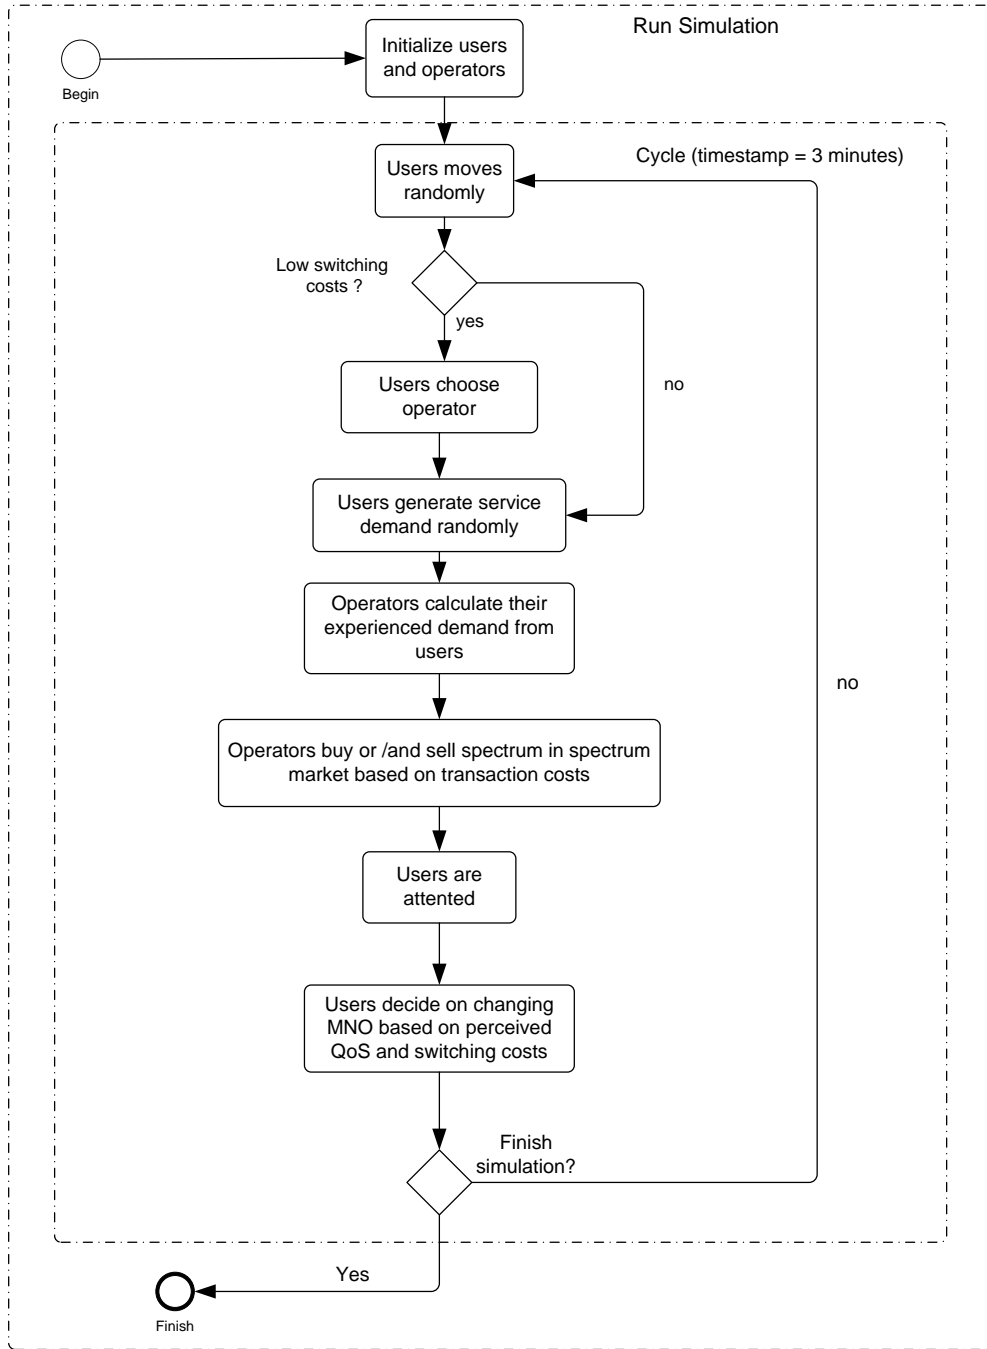 Run Simulation
Initialize users
and operators
Begin
Cycle (timestamp = 3 minutes)
Users moves
randomly
Low switching
costs ?
yes
no
Users choose
operator
Users generate service
demand randomly
Operators calculate their
experienced demand from
users
no
Operators buy or /and sell spectrum in spectrum
market based on transaction costs
Users are
attented
Users decide on changing
MNO based on perceived
QoS and switching costs
Finish
simulation?
Yes
Finish